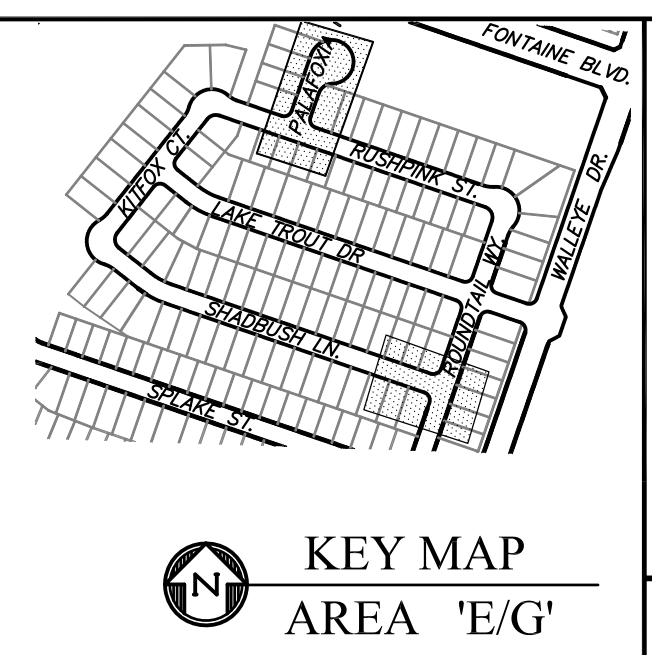 FONTAINE BLVD.
PALAFOXIA
RUSHPINK ST.
KITFOX CT.
WALLEYE DR.
LAKE TROUT DR
ROUNDTAIL WY.
SHADBUSH LN.
SPLAKE ST.
N
KEY MAP
AREA 'E/G'